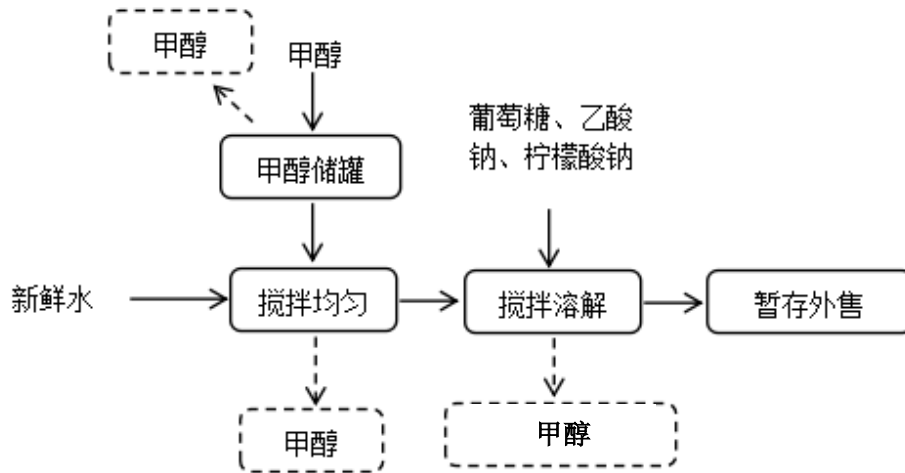 甲醇
甲醇
葡萄糖、乙酸
钠、柠檬酸钠
甲醇储罐
新鲜水
搅拌均匀
搅拌溶解
暂存外售
甲醇
甲醇